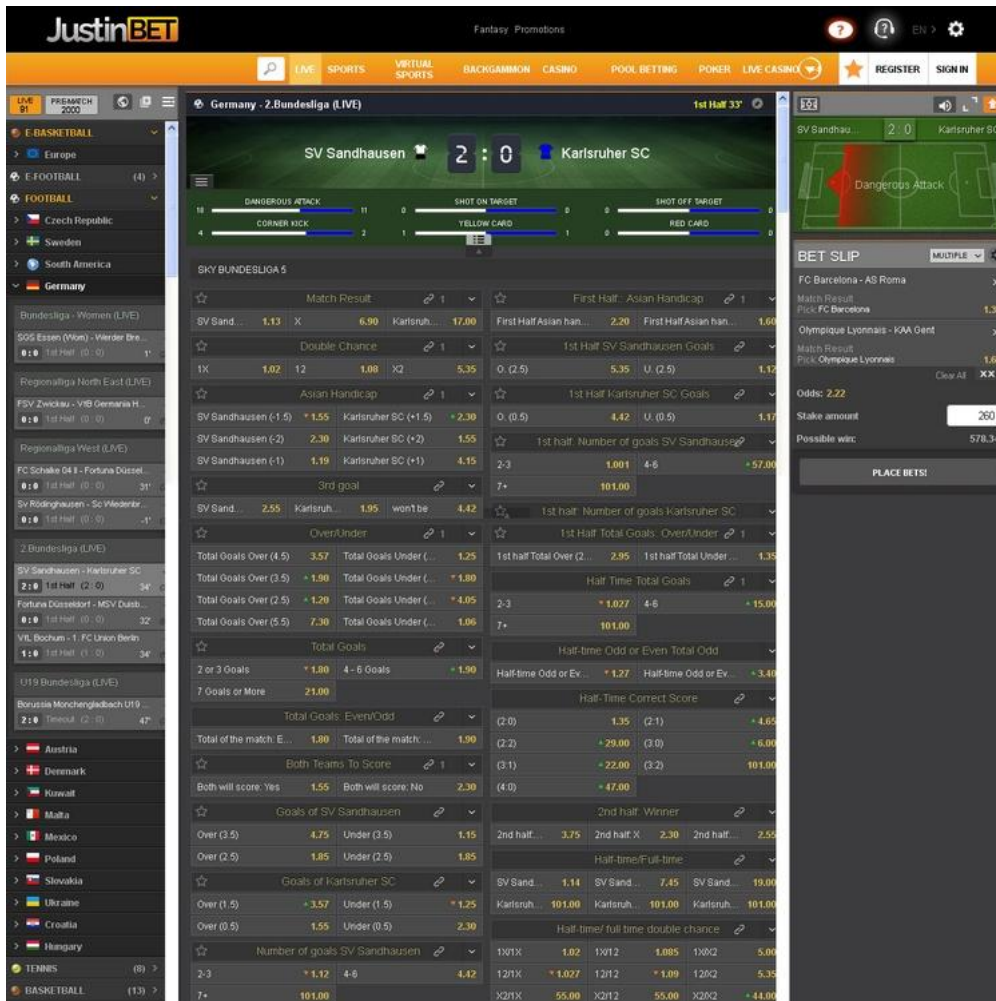 JustinBET
Fantasy Promotions
?
EN >
LIVE SPORTS VIRTUAL SPORTS BACKGAMMON CASINO POOL BETTING POKER LIVE CASINO
REGISTER SIGN IN
LIVE 91 PREMATCH 2000
E-BASKETBALL
Europe
E-FOOTBALL (4)
FOOTBALL
Czech Republic
Sweden
South America
Germany
Bundesliga - Women (LIVE)
SGS Essen (Wom) - Werder Bre...
0:0 1st Half (0:0) 1'
Regionalliga North East (LIVE)
FSV Zwickau - VfB Germania H...
0:0 1st Half (0:0) 0'
Regionalliga West (LIVE)
FC Schalke 04 II - Fortuna Düssel...
0:0 1st Half (0:0) 31'
Sv Rödinghausen - Sc Wiedenbr...
0:0 1st Half (0:0) -1'
2.Bundesliga (LIVE)
SV Sandhausen - Karlsruher SC
2:0 1st Half (2:0) 34'
Fortuna Düsseldorf - MSV Duisb...
0:0 1st Half (0:0) 32'
VfL Bochum - 1. FC Union Berlin
1:0 1st Half (1:0) 34'
U19 Bundesliga (LIVE)
Borussia Monchengladbach U19 ...
2:0 Timeout (2:0) 47'
Austria
Denmark
Kuwait
Malta
Mexico
Poland
Slovakia
Ukraine
Croatia
Hungary
TENNIS (8)
BASKETBALL (13)
Germany - 2.Bundesliga (LIVE) 1st Half 33'
SV Sandhausen 2 : 0 Karlsruher SC
DANGEROUS ATTACK SHOT ON TARGET SHOT OFF TARGET
18 11 0 0 0 0
CORNER KICK YELLOW CARD RED CARD
4 2 1 1 0 0
SKY BUNDESLIGA 5
Match Result 1
SV Sand... 1.13 X 6.90 Karlsruh... 17.00
Double Chance 1
1X 1.02 12 1.08 X2 5.35
Asian Handicap 1
SV Sandhausen (-1.5) 1.55 Karlsruher SC (+1.5) 2.30
SV Sandhausen (-2) 2.30 Karlsruher SC (+2) 1.55
SV Sandhausen (-1) 1.19 Karlsruher SC (+1) 4.15
3rd goal
SV Sand... 2.55 Karlsruh... 1.95 won't be 4.42
Over/Under 1
Total Goals Over (4.5) 3.57 Total Goals Under (... 1.25
Total Goals Over (3.5) 1.90 Total Goals Under (... 1.80
Total Goals Over (2.5) 1.20 Total Goals Under (... 4.05
Total Goals Over (5.5) 7.30 Total Goals Under (... 1.06
Total Goals
2 or 3 Goals 1.80 4 - 6 Goals 1.90
7 Goals or More 21.00
Total Goals: Even/Odd
Total of the match: E... 1.80 Total of the match: ... 1.90
Both Teams To Score 1
Both will score: Yes 1.55 Both will score: No 2.30
Goals of SV Sandhausen
Over (3.5) 4.75 Under (3.5) 1.15
Over (2.5) 1.85 Under (2.5) 1.85
Goals of Karlsruher SC
Over (1.5) 3.57 Under (1.5) 1.25
Over (0.5) 1.55 Under (0.5) 2.30
Number of goals SV Sandhausen
2-3 1.12 4-6 4.42
7+ 101.00
First Half: Asian Handicap 1
First Half Asian han... 2.20 First Half Asian han... 1.60
1st Half SV Sandhausen Goals
O. (2.5) 5.35 U. (2.5) 1.12
1st Half Karlsruher SC Goals
O. (0.5) 4.42 U. (0.5) 1.17
1st half: Number of goals SV Sandhause
2-3 1.001 4-6 57.00
7+ 101.00
1st half: Number of goals Karlsruher SC
1st Half Total Goals: Over/Under 1
1st half Total Over (2... 2.95 1st half Total Under ... 1.35
Half Time Total Goals 1
2-3 1.027 4-6 15.00
7+ 101.00
Half-time Odd or Even Total Odd
Half-time Odd or Ev... 1.27 Half-time Odd or Ev... 3.40
Half-Time Correct Score
(2:0) 1.35 (2:1) 4.65
(2:2) 29.00 (3:0) 6.00
(3:1) 22.00 (3:2) 101.00
(4:0) 47.00
2nd half: Winner
2nd half:... 3.75 2nd half: X 2.30 2nd half:... 2.55
Half-time/Full-time
SV Sand... 1.14 SV Sand... 7.45 SV Sand... 19.00
Karlsruh... 101.00 Karlsruh... 101.00 Karlsruh... 101.00
Half-time/ full time double chance
1X/1X 1.02 1X/12 1.085 1X/X2 5.00
12/1X 1.027 12/12 1.09 12/X2 5.35
X2/1X 55.00 X2/12 55.00 X2/X2 44.00
SV Sandhau... 2:0 Karlsruher SC
Dangerous Attack
BET SLIP MULTIPLE
FC Barcelona - AS Roma
Match Result
Pick: FC Barcelona 1.3
Olympique Lyonnais - KAA Gent
Match Result
Pick: Olympique Lyonnais 1.6
Clear All XX
Odds: 2.22
Stake amount 260
Possible win: 578.34
PLACE BETS!